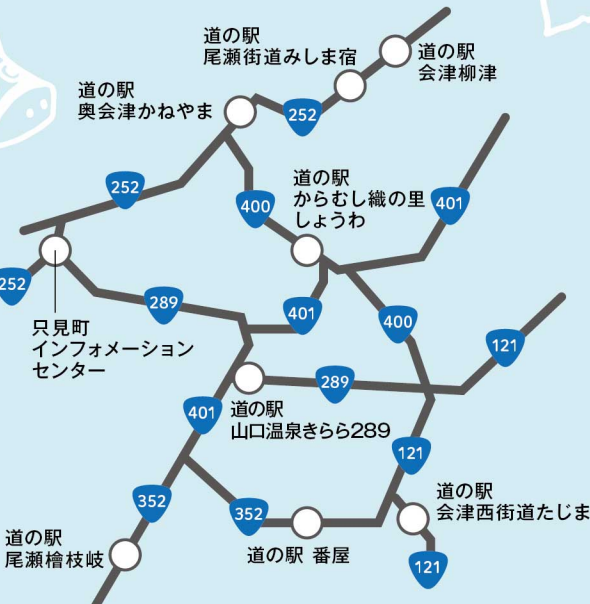 道の駅
尾瀬街道みしま宿
道の駅
会津柳津
道の駅
奥会津かねやま
252
252
道の駅
からむし織の里
しょうわ
400
401
252
289
401
400
只見町
インフォメーション
センター
121
289
401
道の駅
山口温泉きらら289
121
352
352
道の駅
会津西街道たじま
道の駅
尾瀬檜枝岐
道の駅 番屋
121